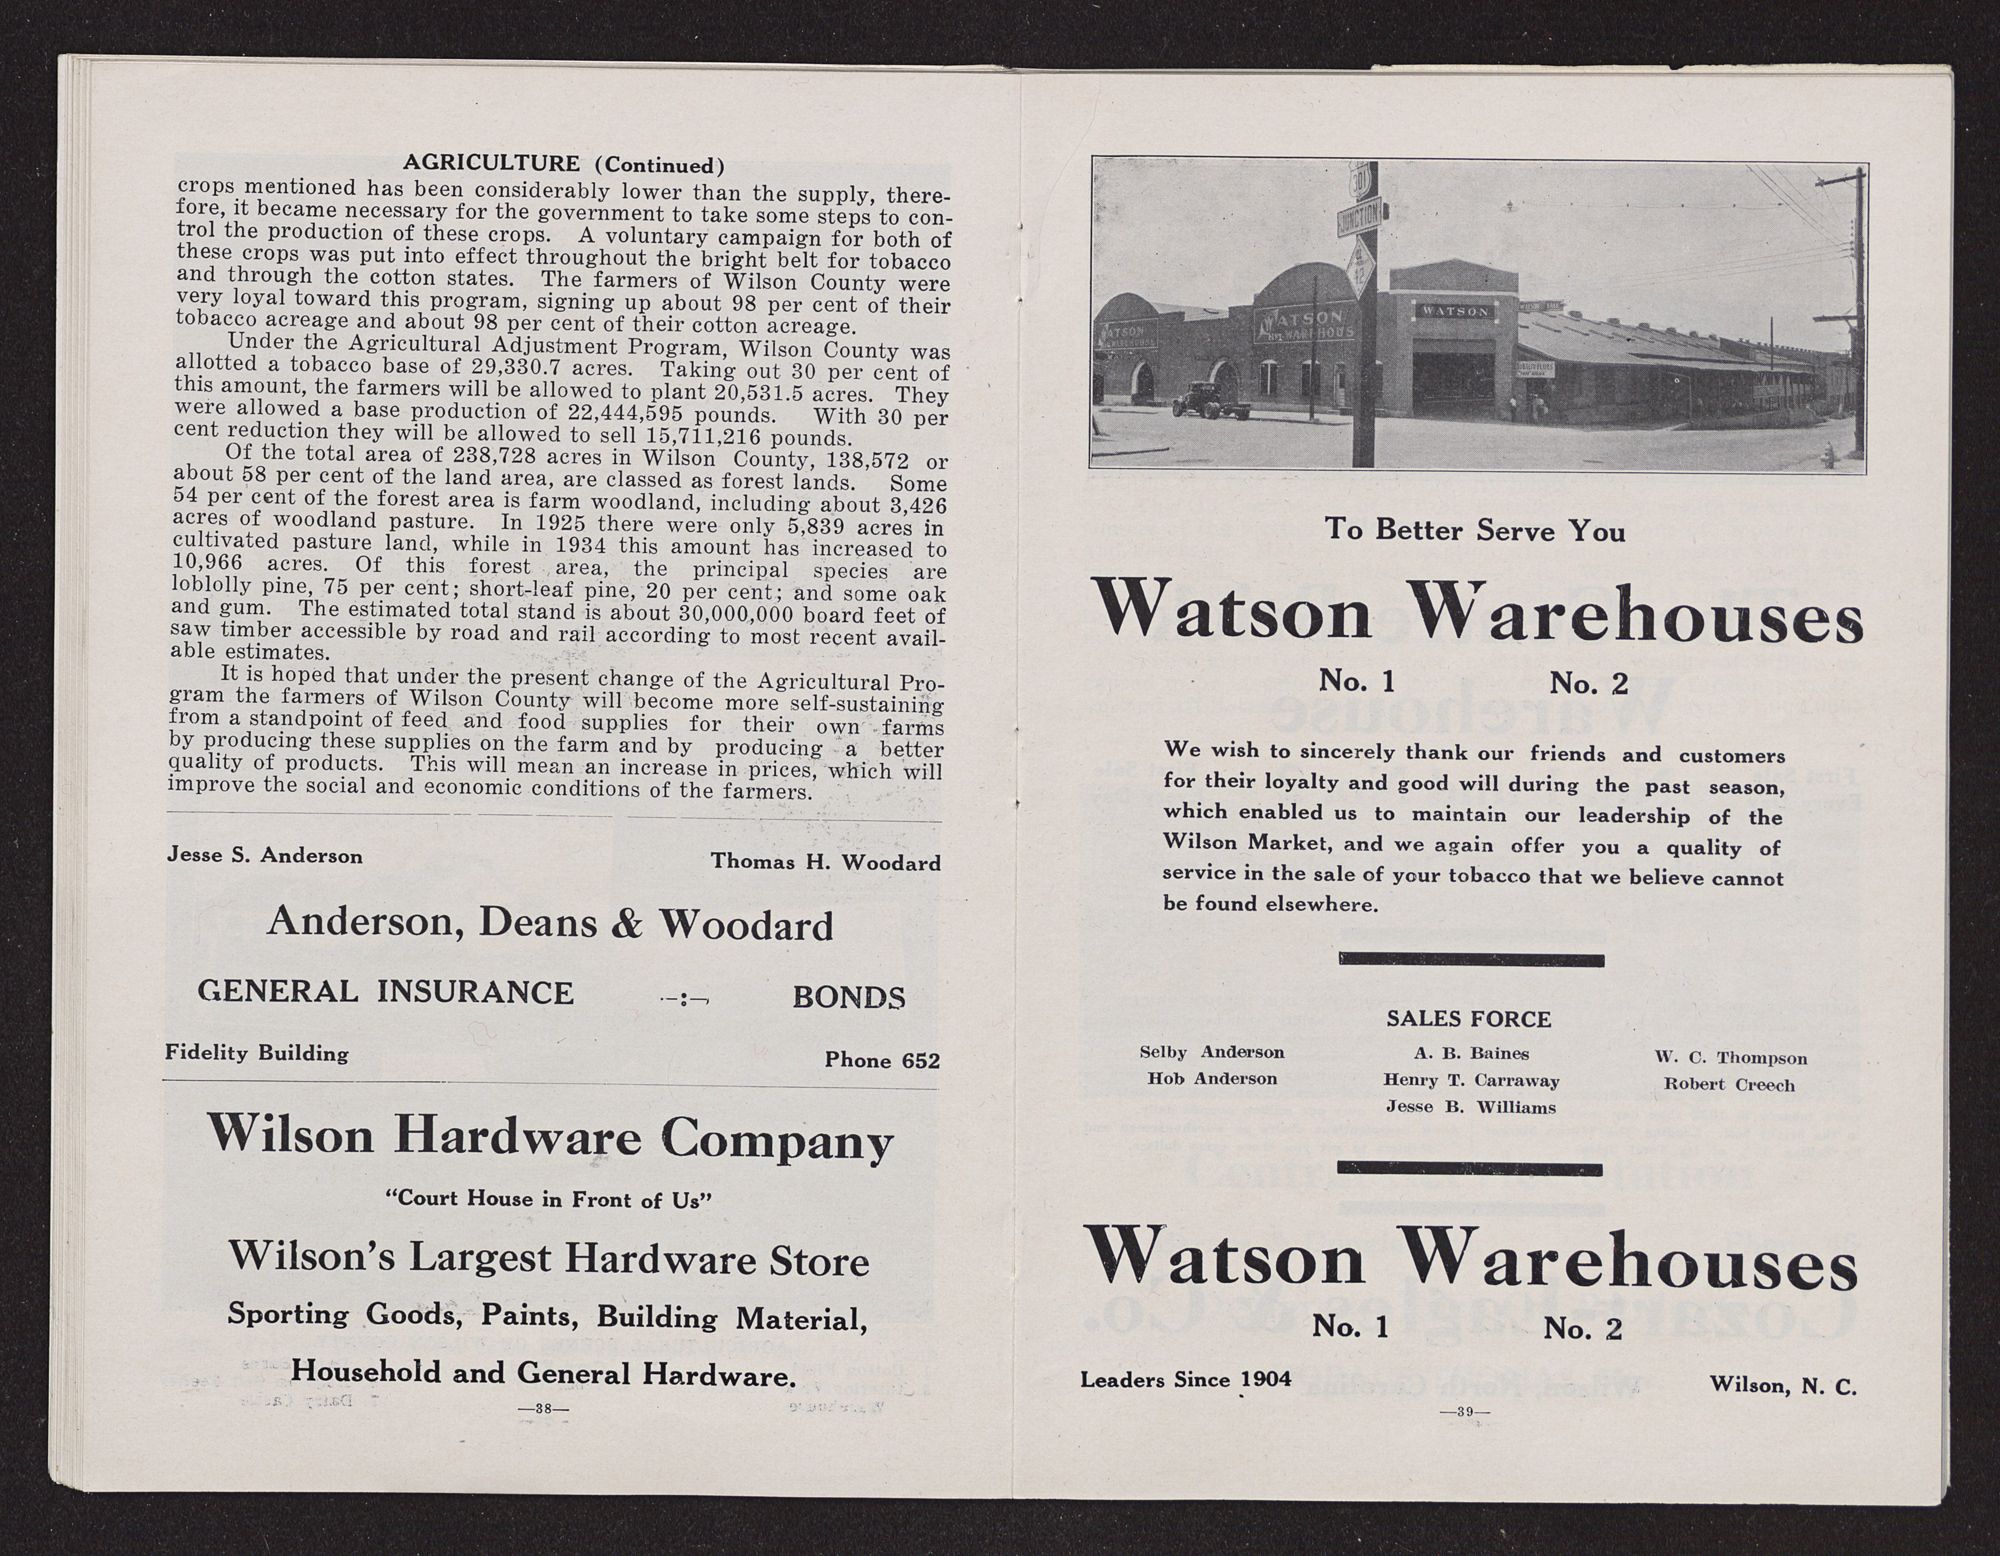 AGRICULTURE (Continued)
crops mentioned has been considerably lower than the supply, there-
fore, it became necessary for the government to take some steps to con-
trol the production of these crops. A voluntary campaign for both of
these crops was put into effect throughout the bright belt for tobacco
and through the cotton states. The farmers of Wilson County were
very loyal toward this program, signing up about 98 per cent of their
tobacco acreage and about 98 per cent of their cotton acreage.
Under the Agricultural Adjustment Program, Wilson County was
allotted a tobacco base of 29,330.7 acres. Taking out 30 per cent of
this amount, the farmers will be allowed to plant 20,531.5 acres. They
were allowed a base production of 22,444,595 pounds. With 30 per
cent reduction they will be allowed to sell 15,711,216 pounds.
Of the total area of 238,728 acres in Wilson County, 138,572 or
about 58 per cent of the land area, are classed as forest lands. Some
54 per cent of the forest area is farm woodland, including about 3,426
acres of woodland pasture. In 1925 there were only 5,839 acres in
cultivated pasture land, while in 1934 this amount has increased to
10,966 acres. Of this forest area, the principal species are
loblolly pine, 75 per cent; short-leaf pine, 20 per cent; and some oak
and gum. The estimated total stand is about 30,000,000 board feet of
saw timber accessible by road and rail according to most recent avail-
able estimates.
It is hoped that under the present change of the Agricultural Pro-
gram the farmers of Wilson County will become more self-sustaining
from a standpoint of feed and food supplies for their own farms
by producing these supplies on the farm and by producing a better
quality of products. This will mean an increase in prices, which will
improve the social and economic conditions of the farmers.
Jesse S. Anderson Thomas H. Woodard
Anderson, Deans & Woodard
GENERAL INSURANCE -:- BONDS
Fidelity Building Phone 652
Wilson Hardware Company
"Court House in Front of Us"
Wilson's Largest Hardware Store
Sporting Goods, Paints, Building Material,
Household and General Hardware.
—38—
301
JUNCTION
42
WATSON
WATSON
WAREHOUS
WATSON
WAREHOUSE
To Better Serve You
Watson Warehouses
No. 1 No. 2
We wish to sincerely thank our friends and customers
for their loyalty and good will during the past season,
which enabled us to maintain our leadership of the
Wilson Market, and we again offer you a quality of
service in the sale of your tobacco that we believe cannot
be found elsewhere.
SALES FORCE
Selby Anderson A. B. Baines W. C. Thompson
Hob Anderson Henry T. Carraway Robert Creech
Jesse B. Williams
Watson Warehouses
No. 1 No. 2
Leaders Since 1904 Wilson, N. C.
—39—